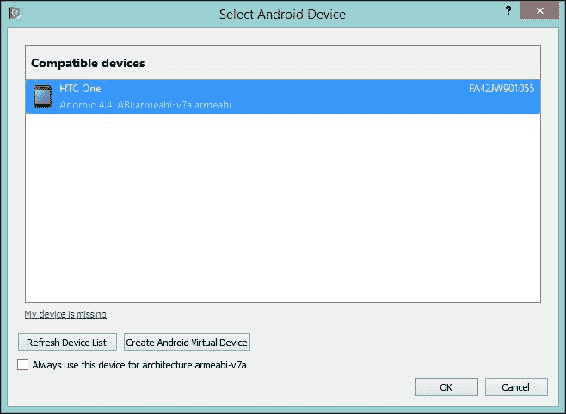 Select Android Device
?
Compatible devices
HTC One FA42JW901055
Android 4.4 ABI:armeabi-v7a armeabi
My device is missing
Refresh Device List Create Android Virtual Device
Always use this device for architecture armeabi-v7a
OK Cancel